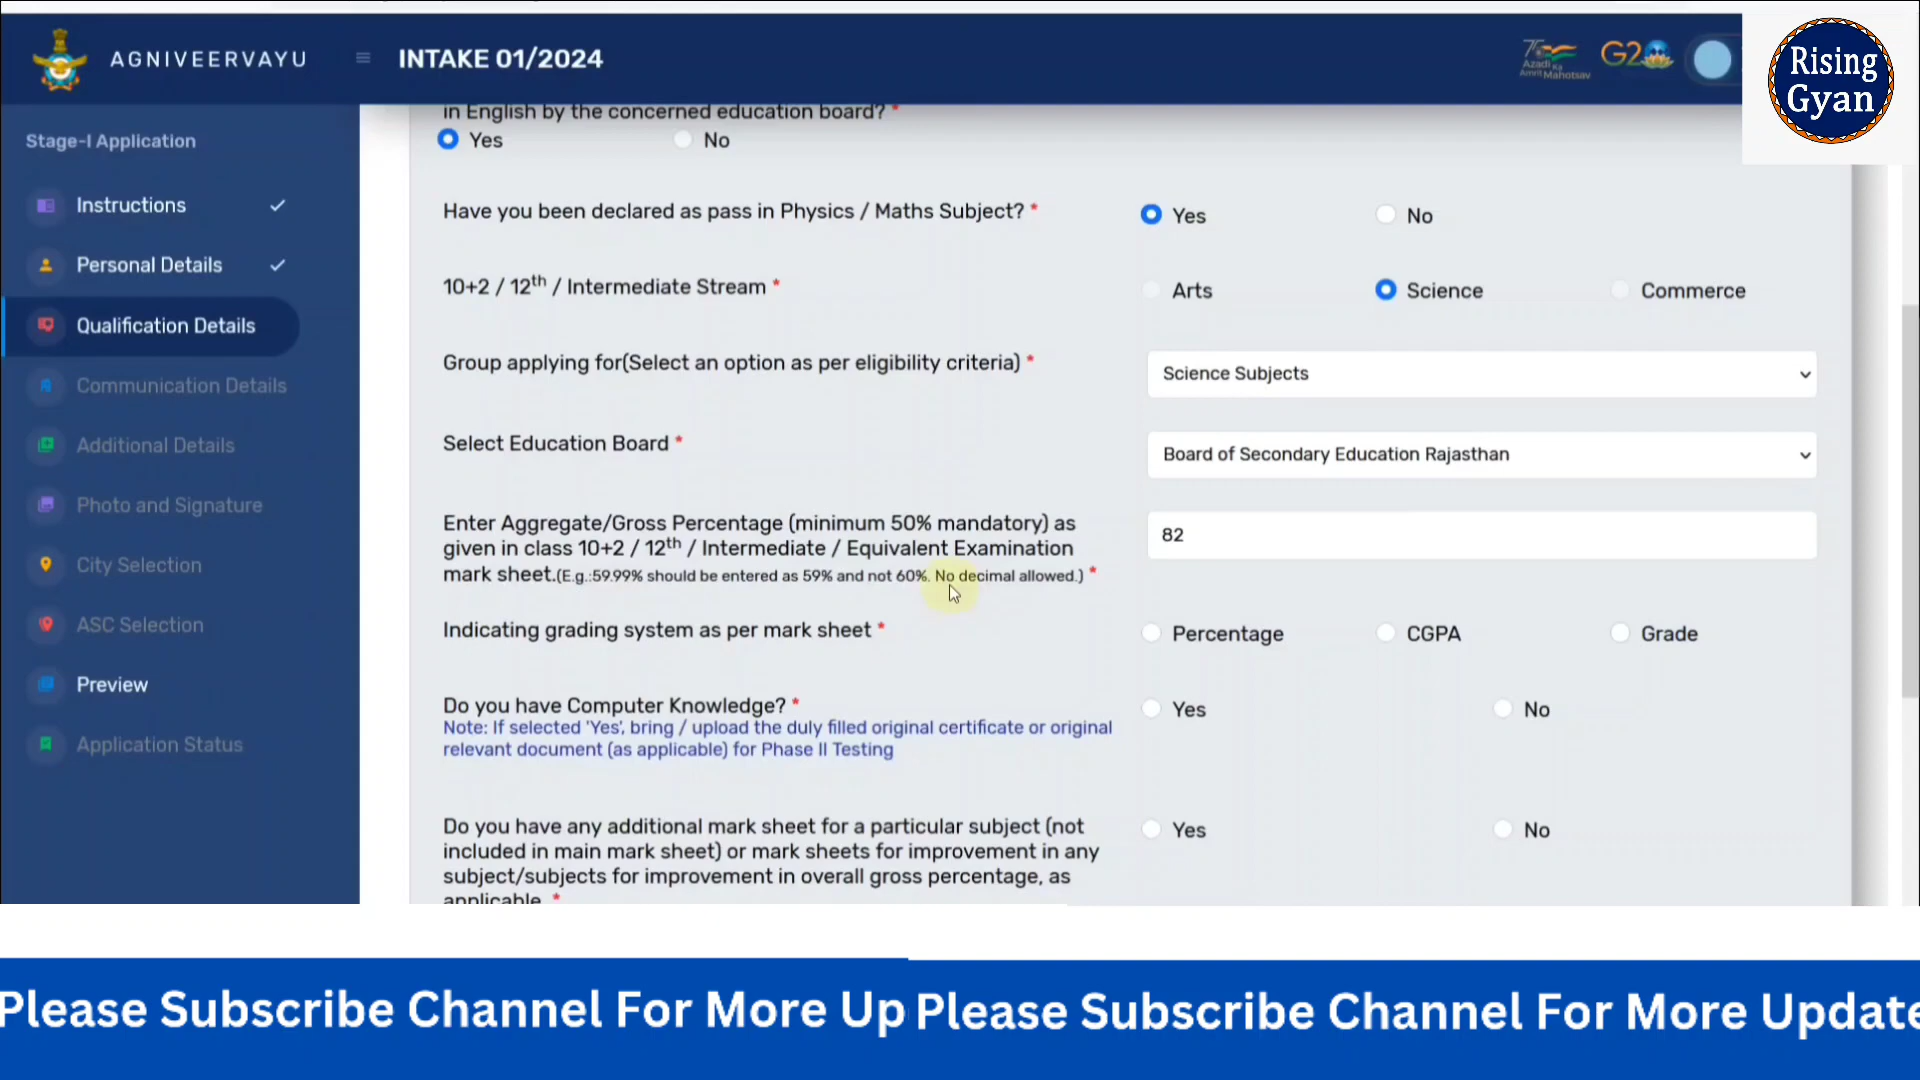 AGNIVEERVAYU
INTAKE 01/2024
75
Azadi Ka
Amrit Mahotsav
G20
Rising
Gyan
Stage-I Application
Instructions
Personal Details
Qualification Details
Communication Details
Additional Details
Photo and Signature
City Selection
ASC Selection
Preview
Application Status
in English by the concerned education board? *
Yes No
Have you been declared as pass in Physics / Maths Subject? *
Yes No
10+2 / 12th / Intermediate Stream *
Arts Science Commerce
Group applying for(Select an option as per eligibility criteria) *
Science Subjects
Select Education Board *
Board of Secondary Education Rajasthan
Enter Aggregate/Gross Percentage (minimum 50% mandatory) as
given in class 10+2 / 12th / Intermediate / Equivalent Examination
mark sheet.(E.g.:59.99% should be entered as 59% and not 60%. No decimal allowed.) *
82
Indicating grading system as per mark sheet *
Percentage CGPA Grade
Do you have Computer Knowledge? *
Note: If selected 'Yes', bring / upload the duly filled original certificate or original
relevant document (as applicable) for Phase II Testing
Yes No
Do you have any additional mark sheet for a particular subject (not
included in main mark sheet) or mark sheets for improvement in any
subject/subjects for improvement in overall gross percentage, as
applicable. *
Yes No
Please Subscribe Channel For More Up Please Subscribe Channel For More Update